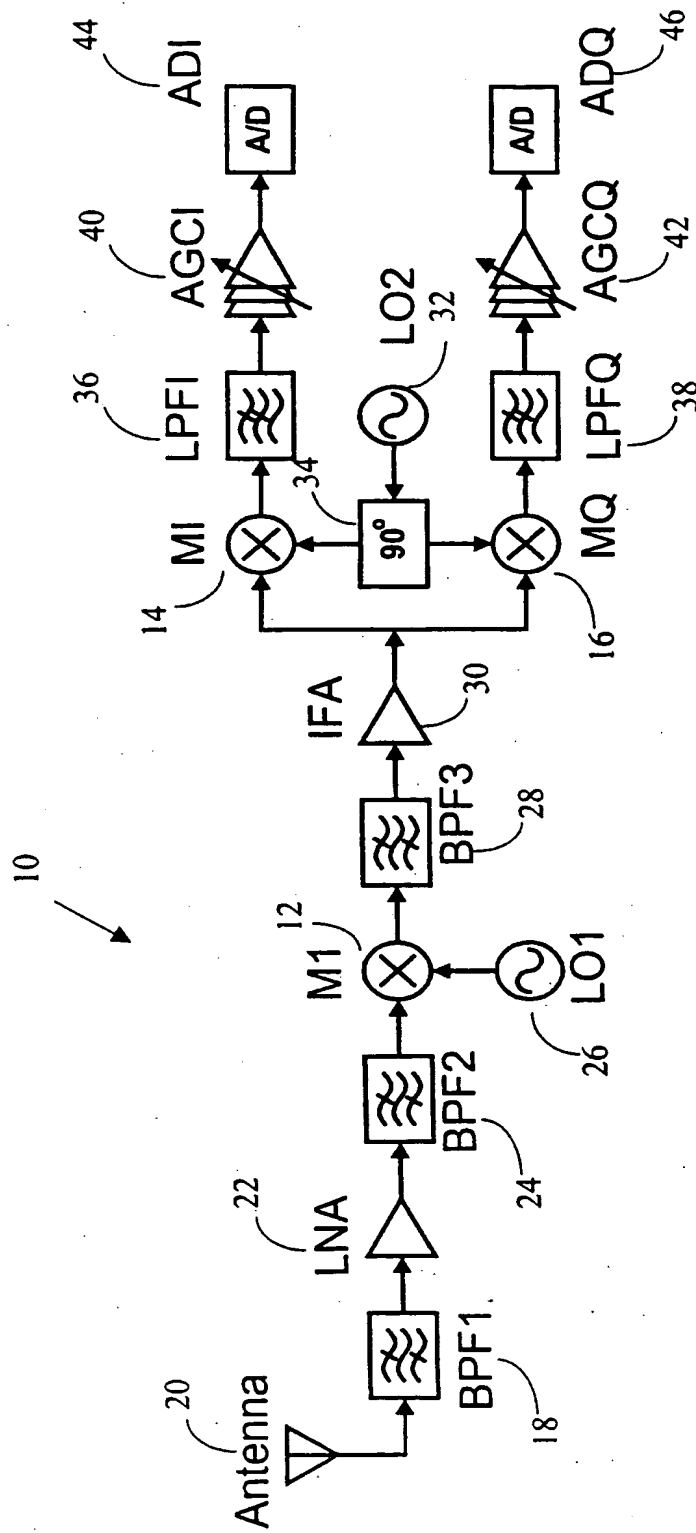 10
20
Antenna
BPF1
18
22
LNA
BPF2
24
12
M1
LO1
26
BPF3
28
IFA
30
14
MI
34
90°
LO2
32
16
MQ
36
LPFI
LPFQ
38
40
AGCI
AGCQ
42
44
ADI
A/D
A/D
ADQ
46